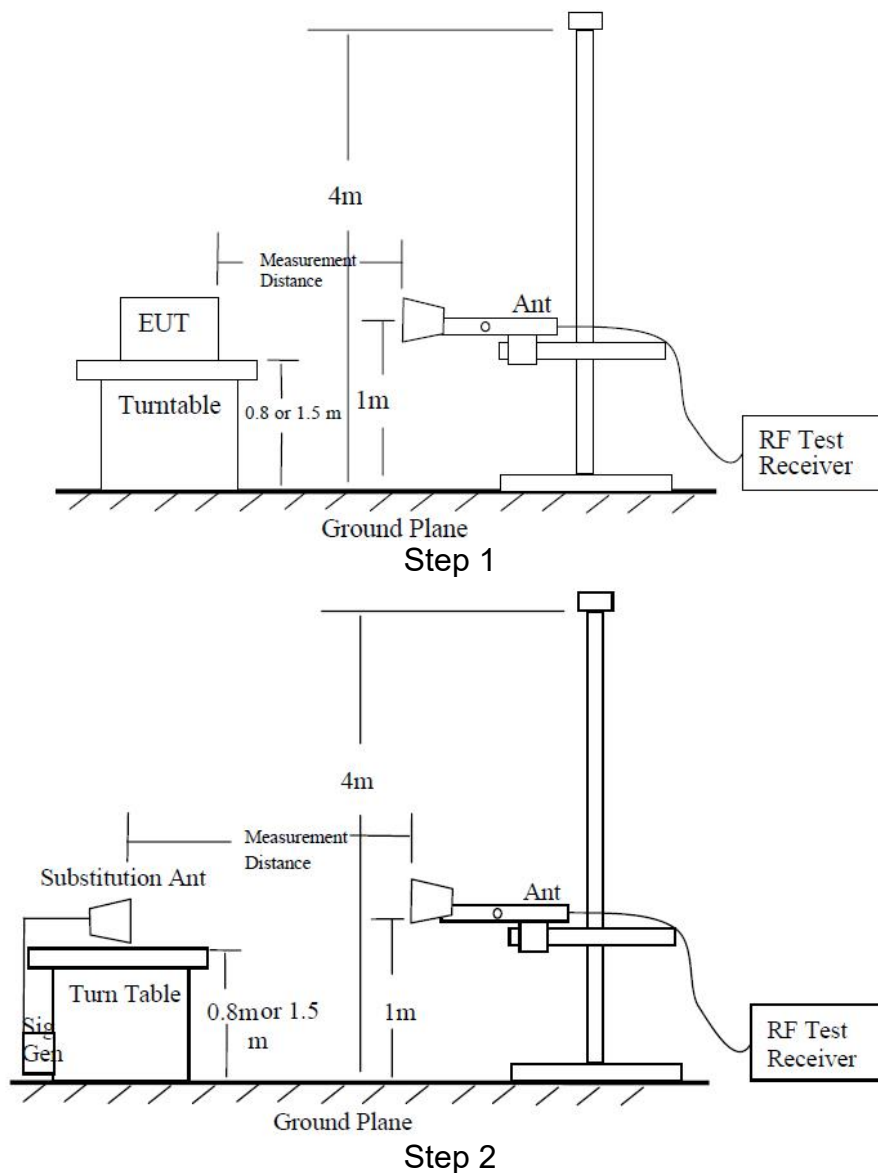 4m
Measurement
Distance
EUT
Ant
Turntable
0.8 or 1.5 m
1m
RF Test
Receiver
Ground Plane
Step 1
4m
Measurement
Distance
Substitution Ant
Ant
Turn Table
0.8m or 1.5
m
1m
Sig
Gen
RF Test
Receiver
Ground Plane
Step 2